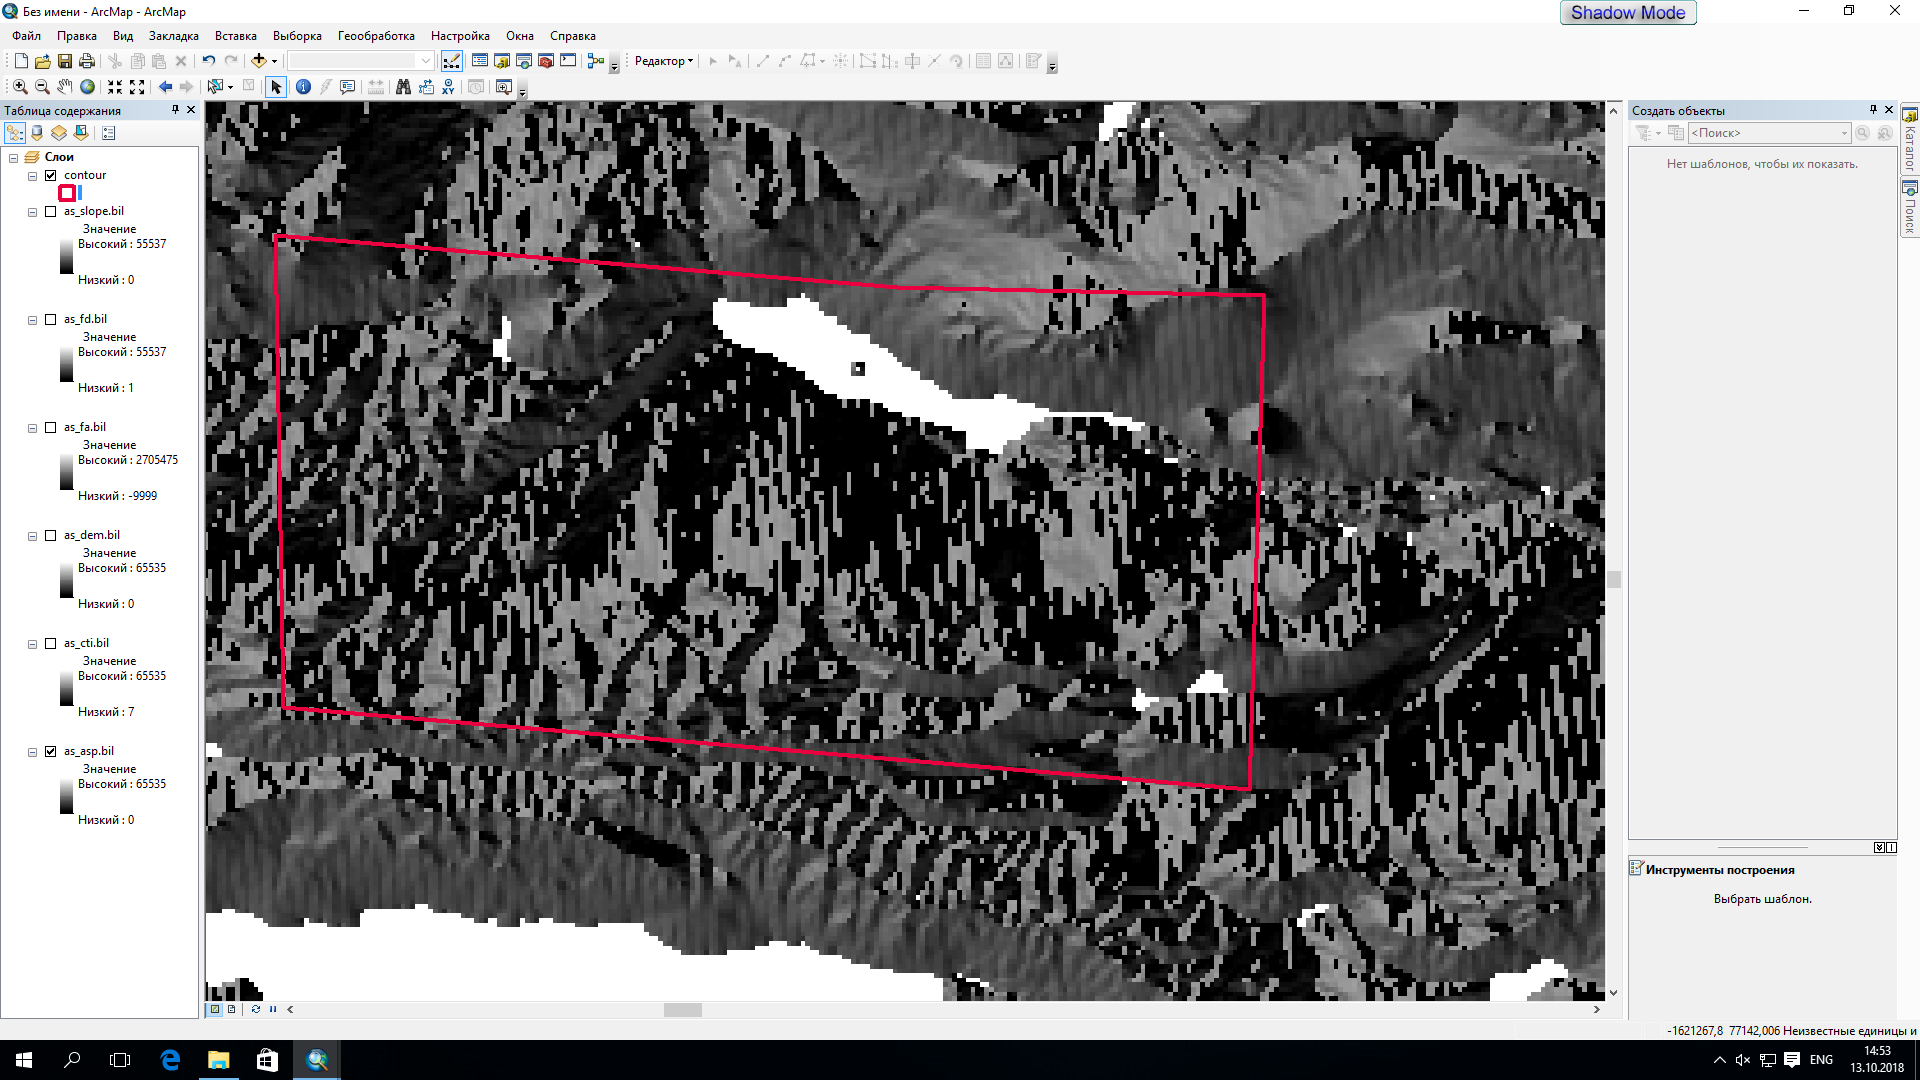 Без имени - ArcMap - ArcMap
Shadow Mode
Файл Правка Вид Закладка Вставка Выборка Геообработка Настройка Окна Справка
Редактор
Таблица содержания
Слои
contour
as_slope.bil
Значение
Высокий : 55537
Низкий : 0
as_fd.bil
Значение
Высокий : 55537
Низкий : 1
as_fa.bil
Значение
Высокий : 2705475
Низкий : -9999
as_dem.bil
Значение
Высокий : 65535
Низкий : 0
as_cti.bil
Значение
Высокий : 65535
Низкий : 7
as_asp.bil
Значение
Высокий : 65535
Низкий : 0
Создать объекты
<Поиск>
Нет шаблонов, чтобы их показать.
Каталог
Поиск
Инструменты построения
Выбрать шаблон.
-1621267,8 77142,006 Неизвестные единицы и
ENG
14:53
13.10.2018